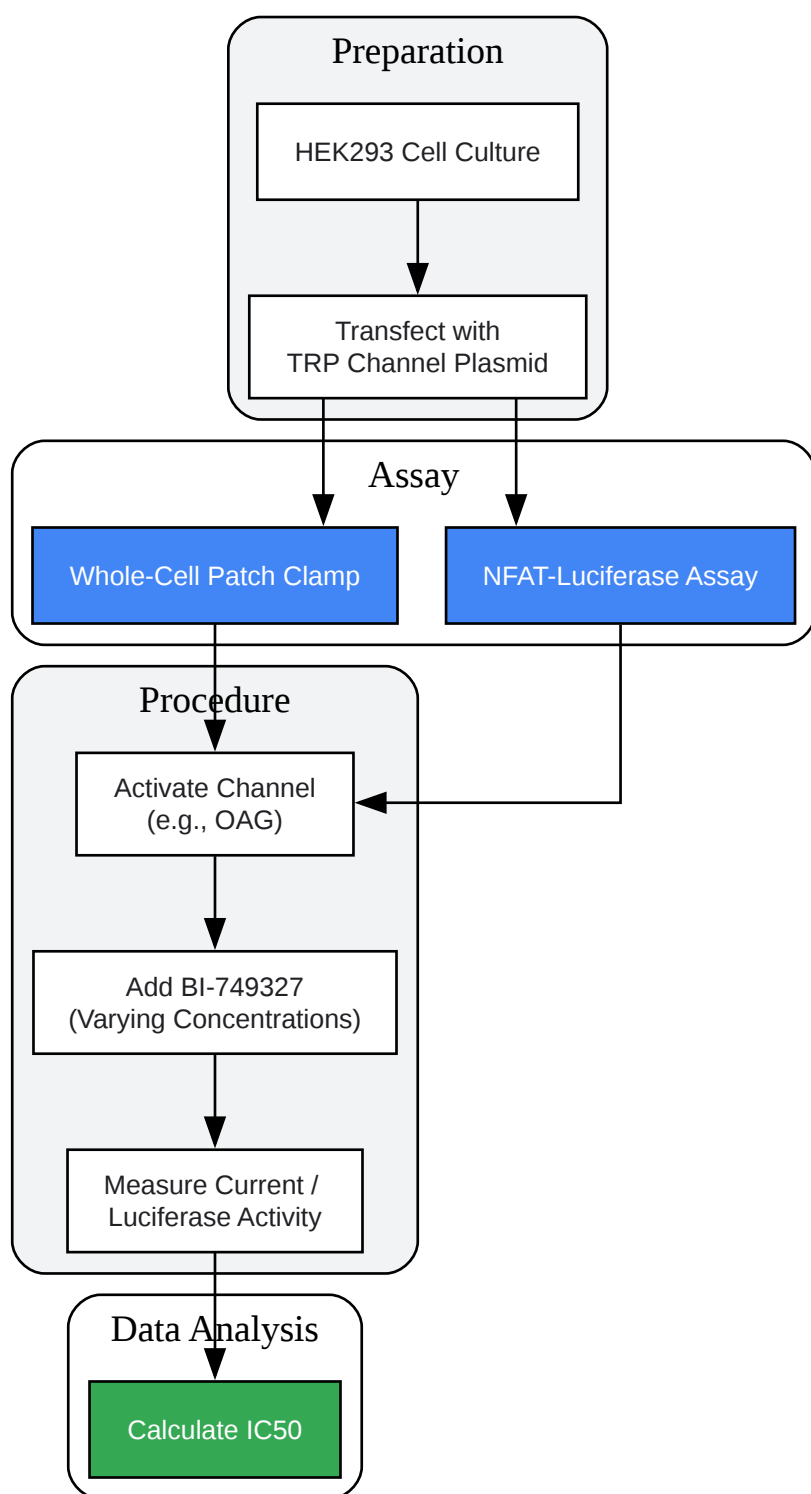 Preparation
HEK293 Cell Culture
Transfect with
TRP Channel Plasmid
Assay
Whole-Cell Patch Clamp
NFAT-Luciferase Assay
Procedure
Activate Channel
(e.g., OAG)
Add BI-749327
(Varying Concentrations)
Measure Current /
Luciferase Activity
Data Analysis
Calculate IC50